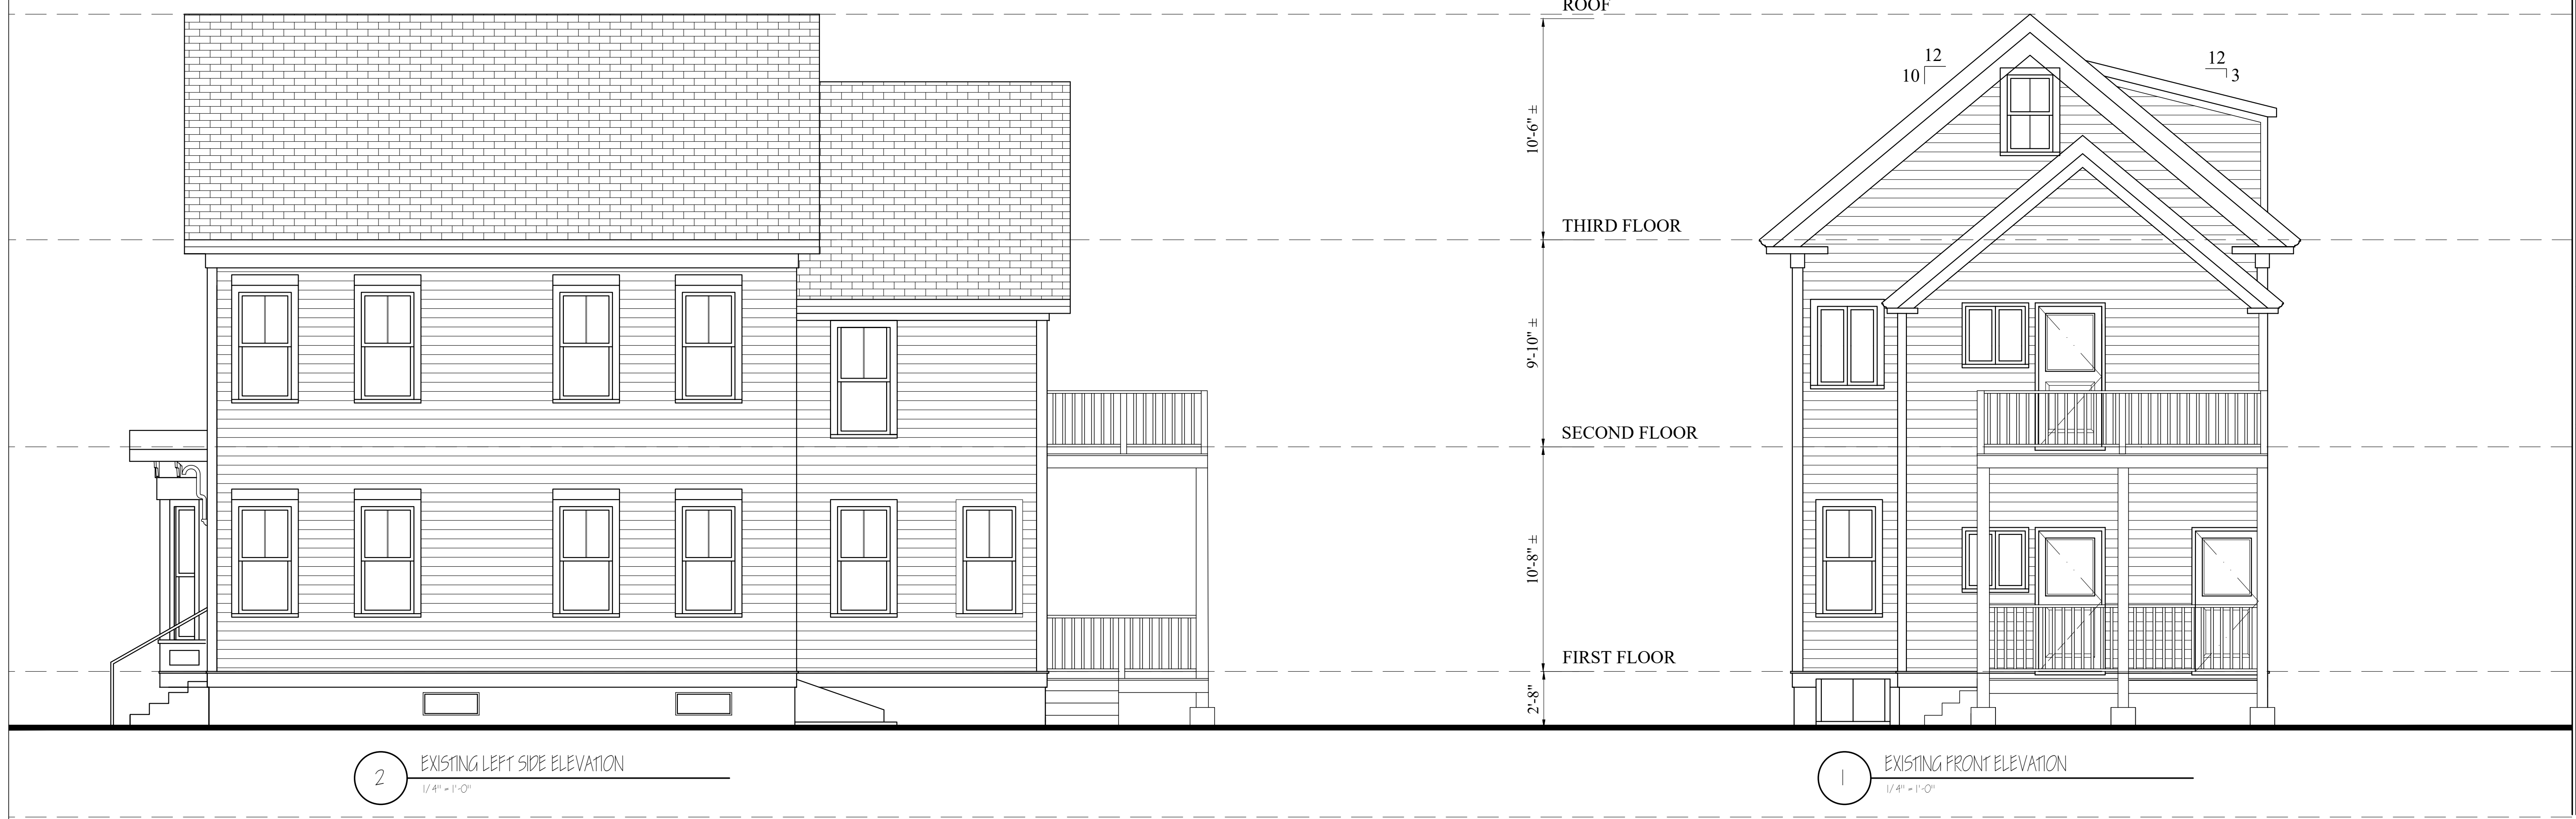 ROOF
12
10
12
3
10'-6" ±
THIRD FLOOR
9'-10" ±
SECOND FLOOR
10'-8" ±
FIRST FLOOR
2'-8"
2
EXISTING LEFT SIDE ELEVATION
1/4" = 1'-0"
1
EXISTING FRONT ELEVATION
1/4" = 1'-0"